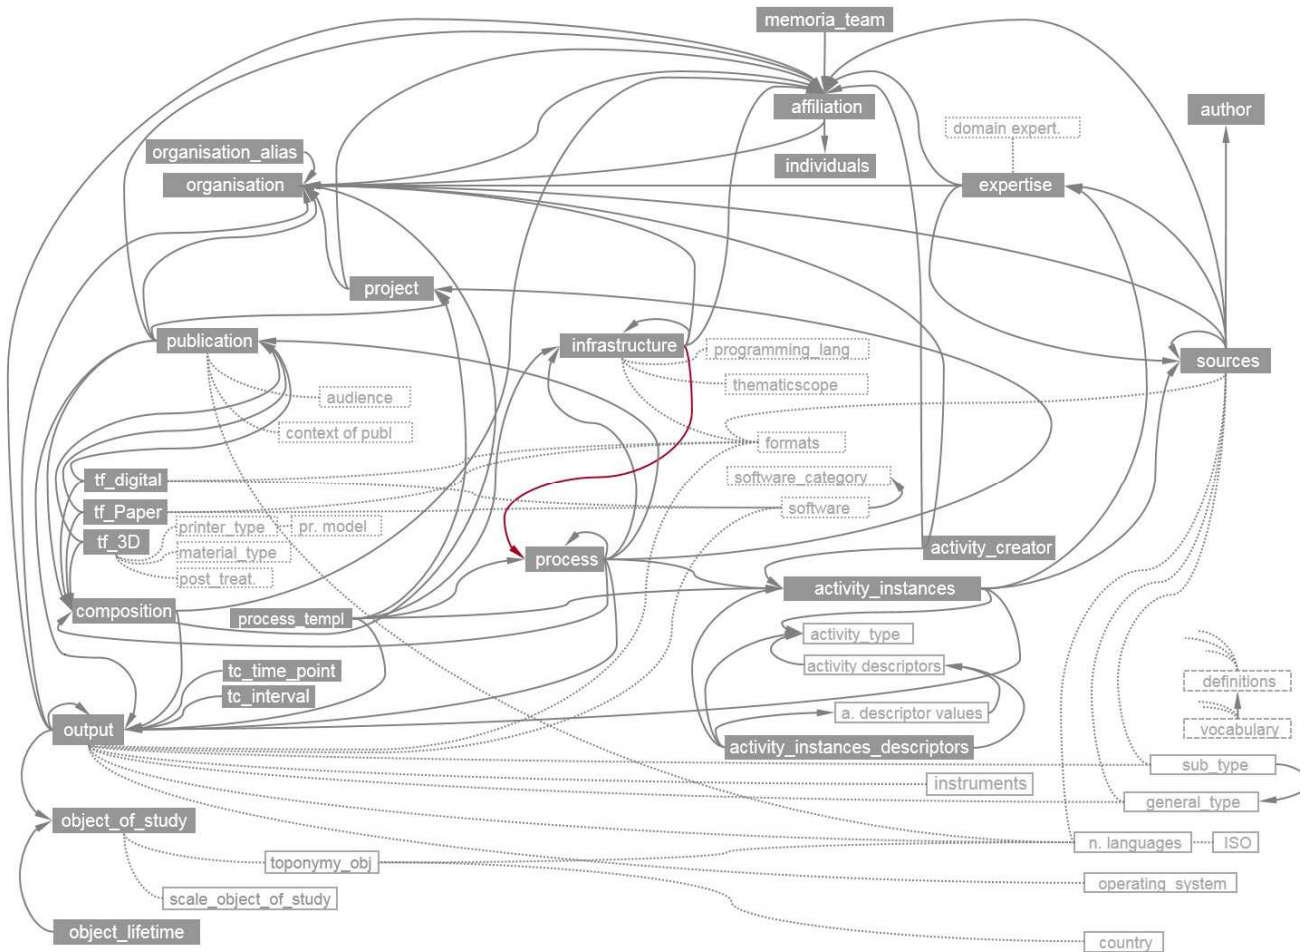 memoria_team
affiliation
author
domain expert.
organisation_alias
individuals
organisation
expertise
project
publication
infrastructure
programming_lang
sources
thematicscope
audience
context of publ
formats
tf_digital
software_category
tf_Paper
software
printer_type
pr. model
tf_3D
activity_creator
material_type
process
post_treat.
activity_instances
composition
process_templ
activity_type
activity descriptors
tc_time_point
definitions
tc_interval
a. descriptor values
output
vocabulary
activity_instances_descriptors
sub_type
instruments
general_type
object_of_study
n. languages
ISO
toponymy_obj
operating_system
scale_object_of_study
object_lifetime
country